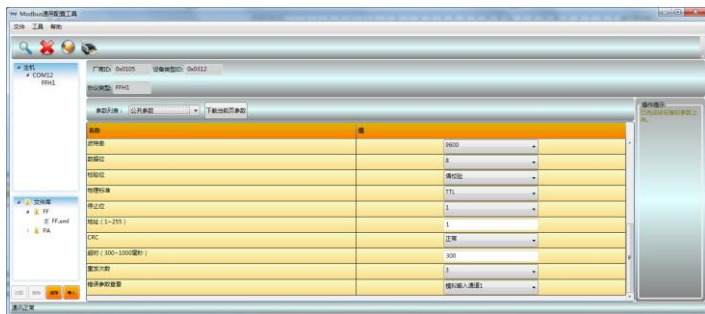 Modbus通用配置工具
文件 工具 帮助
主机
COM12
FFH1
厂商ID: 0x0105 设备类型ID: 0x0312
协议类型: FFH1
参数列表: 公共参数 下载当前页参数
名称 值
波特率 9600
数据位 8
校验位 偶校验
物理标准 TTL
停止位 1
地址(1~255) 1
CRC 正常
超时(300~1000毫秒) 300
重发次数 3
错误参数查看 模拟输入通道1
文件库
FF
FF.xml
PA
操作提示
通讯正常